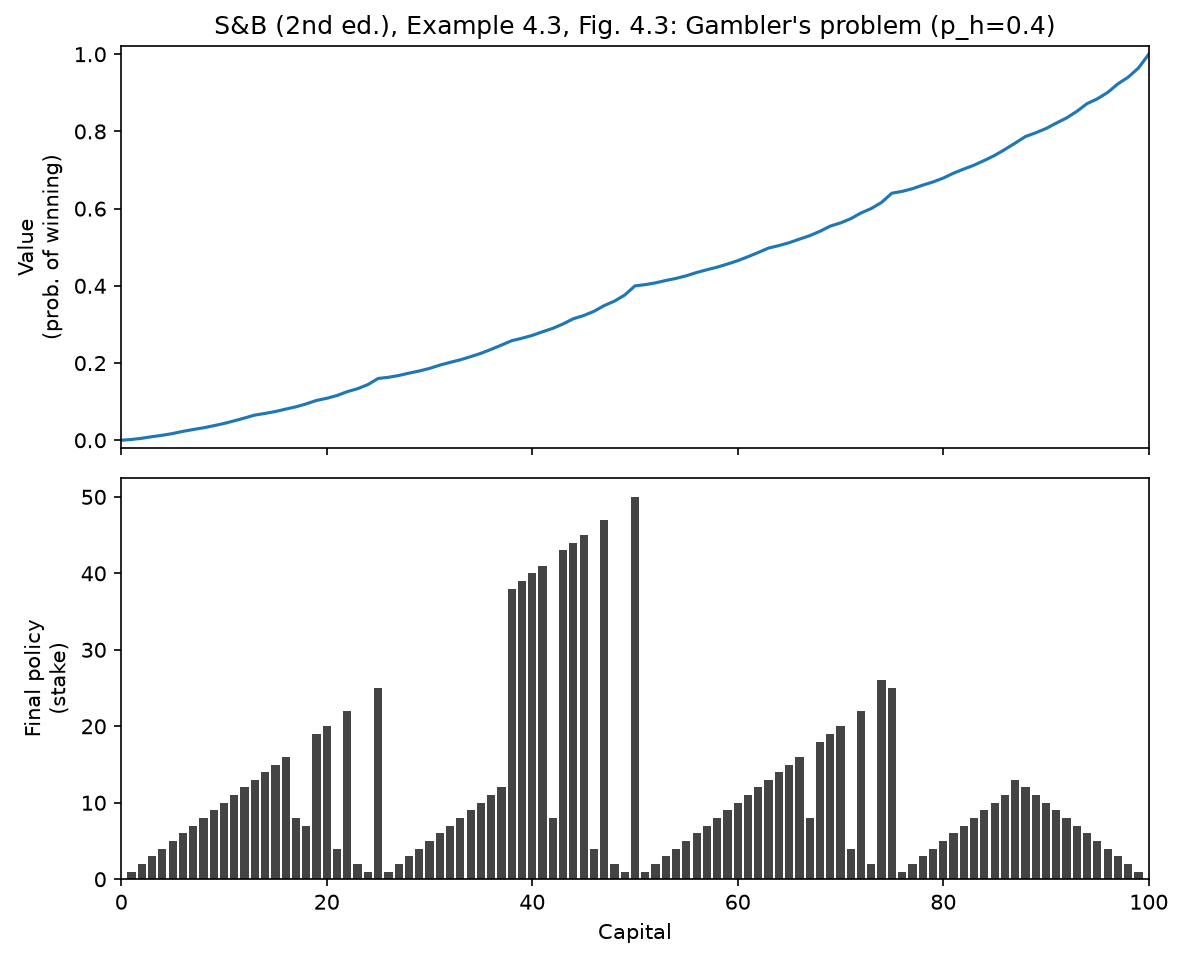 S&B (2nd ed.), Example 4.3, Fig. 4.3: Gambler's problem (p_h=0.4)
1.0
0.8
0.6
0.4
0.2
0.0
Value
(prob. of winning)
50
40
30
20
10
0
Final policy
(stake)
0 20 40 60 80 100
Capital